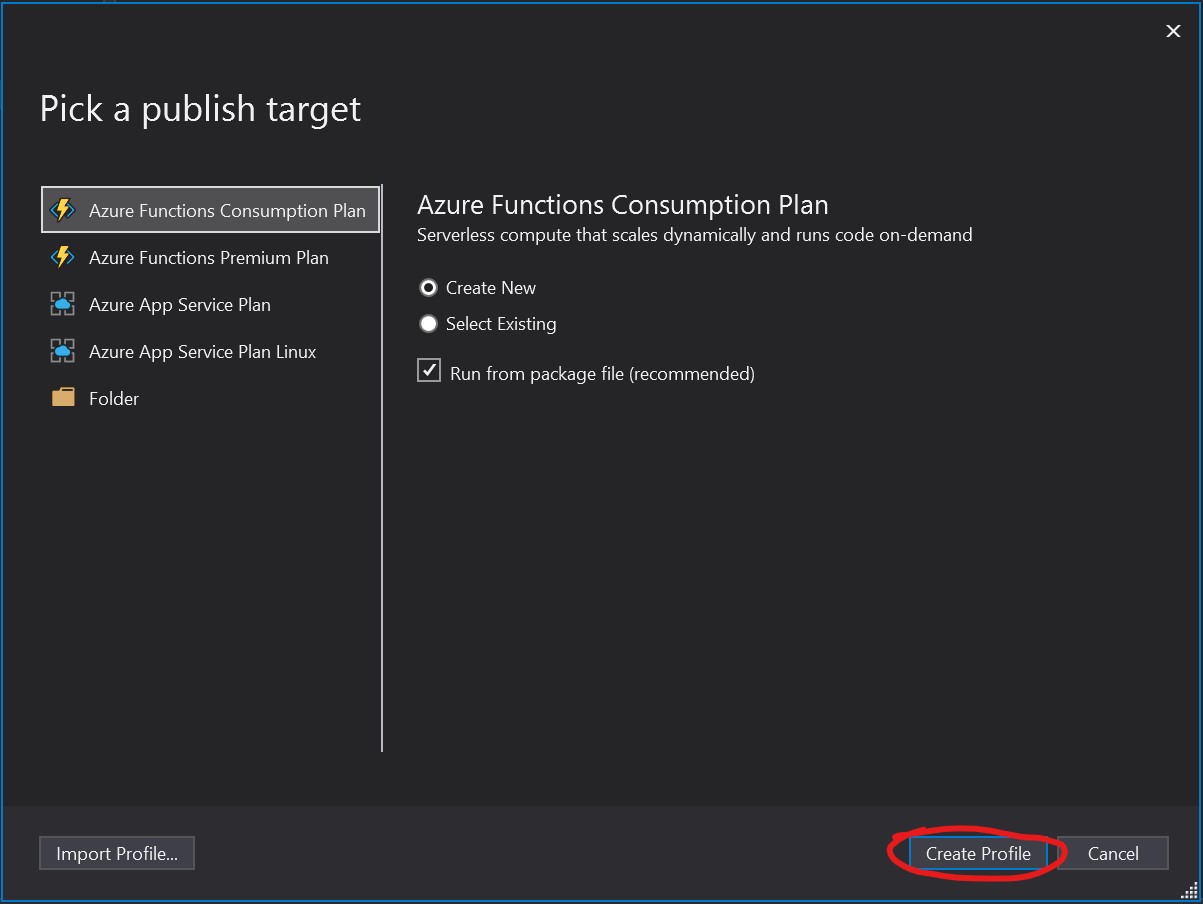 Pick a publish target
Azure Functions Consumption Plan
Azure Functions Premium Plan
Azure App Service Plan
Azure App Service Plan Linux
Folder
Azure Functions Consumption Plan
Serverless compute that scales dynamically and runs code on-demand
Create New
Select Existing
Run from package file (recommended)
Import Profile...
Create Profile
Cancel